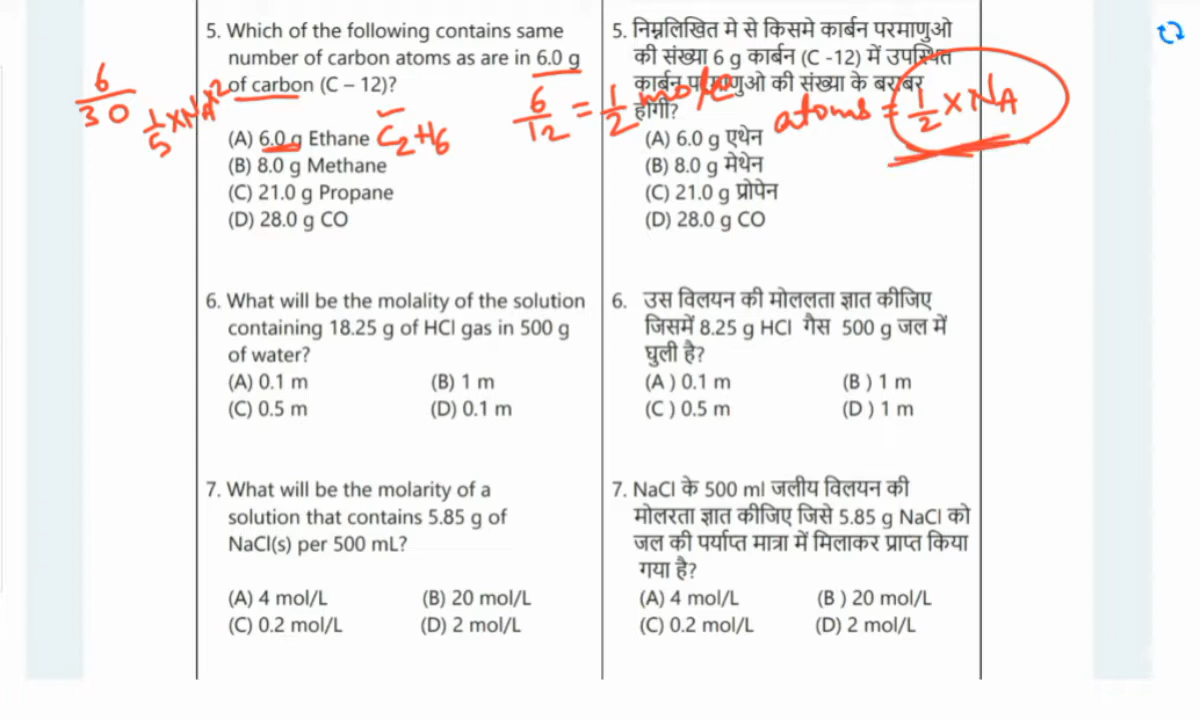 5. Which of the following contains same
number of carbon atoms as are in 6.0 g
of carbon (C – 12)?
(A) 6.0 g Ethane
(B) 8.0 g Methane
(C) 21.0 g Propane
(D) 28.0 g CO
6/30
1/5 × NA × 2
C2H6
6/12 = 1/2 mole
atoms = 1/2 × NA
5. निम्नलिखित मे से किसमे कार्बन परमाणुओ
की संख्या 6 g कार्बन (C -12) में उपस्थित
कार्बन परमाणुओ की संख्या के बराबर
होगी?
(A) 6.0 g एथेन
(B) 8.0 g मेथेन
(C) 21.0 g प्रोपेन
(D) 28.0 g CO
6. What will be the molality of the solution
containing 18.25 g of HCl gas in 500 g
of water?
(A) 0.1 m (B) 1 m
(C) 0.5 m (D) 0.1 m
6. उस विलयन की मोललता ज्ञात कीजिए
जिसमें 8.25 g HCl गैस 500 g जल में
घुली है?
(A ) 0.1 m (B ) 1 m
(C ) 0.5 m (D ) 1 m
7. What will be the molarity of a
solution that contains 5.85 g of
NaCl(s) per 500 mL?
(A) 4 mol/L (B) 20 mol/L
(C) 0.2 mol/L (D) 2 mol/L
7. NaCl के 500 ml जलीय विलयन की
मोलरता ज्ञात कीजिए जिसे 5.85 g NaCl को
जल की पर्याप्त मात्रा में मिलाकर प्राप्त किया
गया है?
(A) 4 mol/L (B ) 20 mol/L
(C) 0.2 mol/L (D) 2 mol/L